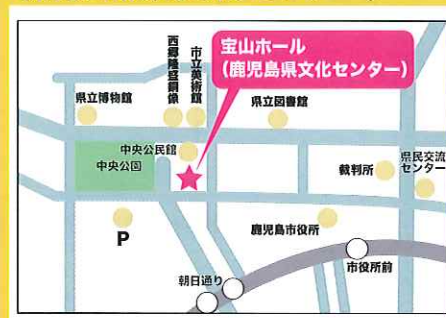 宝山ホール
(鹿児島県文化センター)
西郷隆盛銅像
市立美術館
県立博物館
県立図書館
中央公民館
中央公園
裁判所
県民交流
センター
P
鹿児島市役所
朝日通り
市役所前